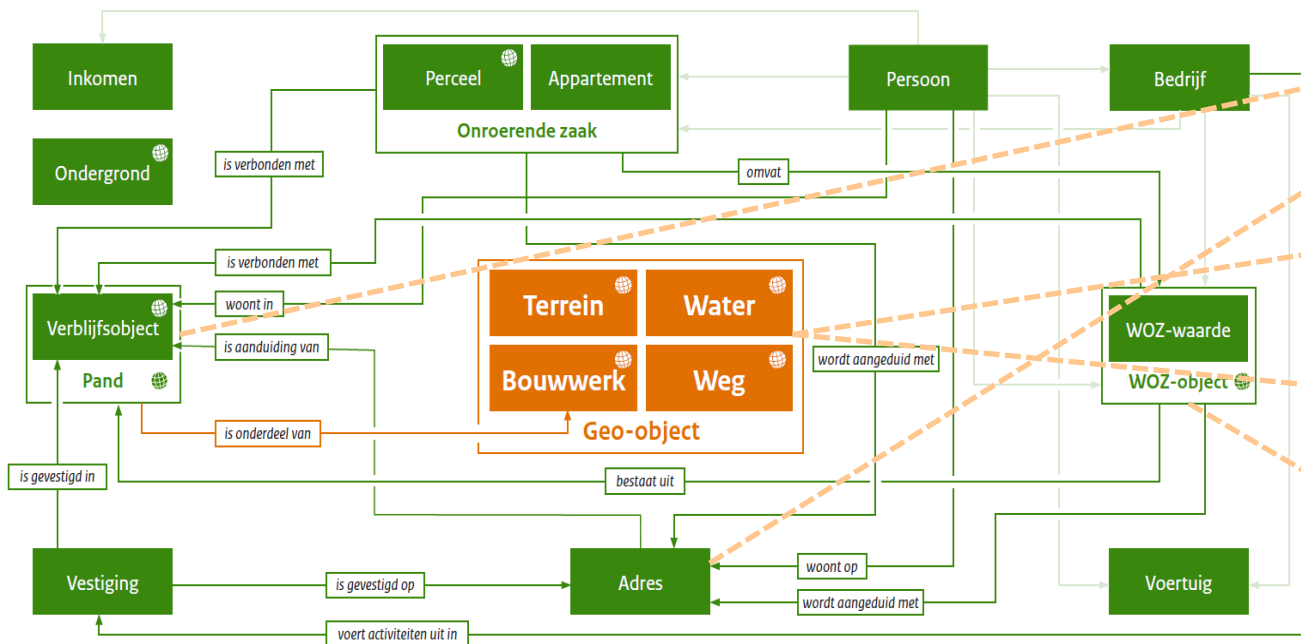 Inkomen
Perceel
Appartement
Persoon
Bedrijf
Onroerende zaak
Ondergrond
is verbonden met
omvat
is verbonden met
Terrein
Water
woont in
Verblijfsobject
WOZ-waarde
is aanduiding van
wordt aangeduid met
Pand
Bouwwerk
Weg
WOZ-object
is onderdeel van
Geo-object
is gevestigd in
bestaat uit
Vestiging
is gevestigd op
Adres
woont op
Voertuig
wordt aangeduid met
voert activiteiten uit in